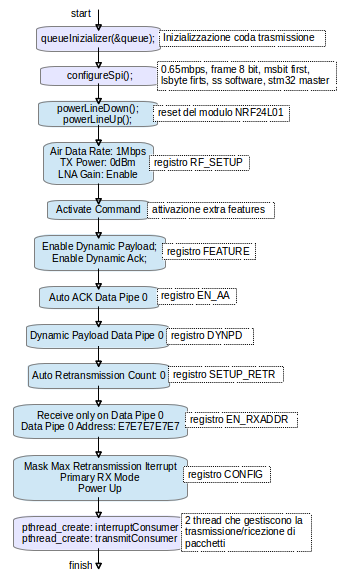 start
queueInizializer(&queue);
Inizializzazione coda trasmissione
configureSpi();
0.65mbps, frame 8 bit, msbit first,
lsbyte firts, ss software, stm32 master
powerLineDown();
powerLineUp();
reset del modulo NRF24L01
Air Data Rate: 1Mbps
TX Power: 0dBm
LNA Gain: Enable
registro RF_SETUP
Activate Command
attivazione extra features
Enable Dynamic Payload;
Enable Dynamic Ack;
registro FEATURE
Auto ACK Data Pipe 0
registro EN_AA
Dynamic Payload Data Pipe 0
registro DYNPD
Auto Retransmission Count: 0
registro SETUP_RETR
Receive only on Data Pipe 0
Data Pipe 0 Address: E7E7E7E7E7
registro EN_RXADDR
Mask Max Retransmission Iterrupt
Primary RX Mode
Power Up
registro CONFIG
pthread_create: interruptConsumer
pthread_create: transmitConsumer
2 thread che gestiscono la
trasmissione/ricezione di
pacchetti
finish